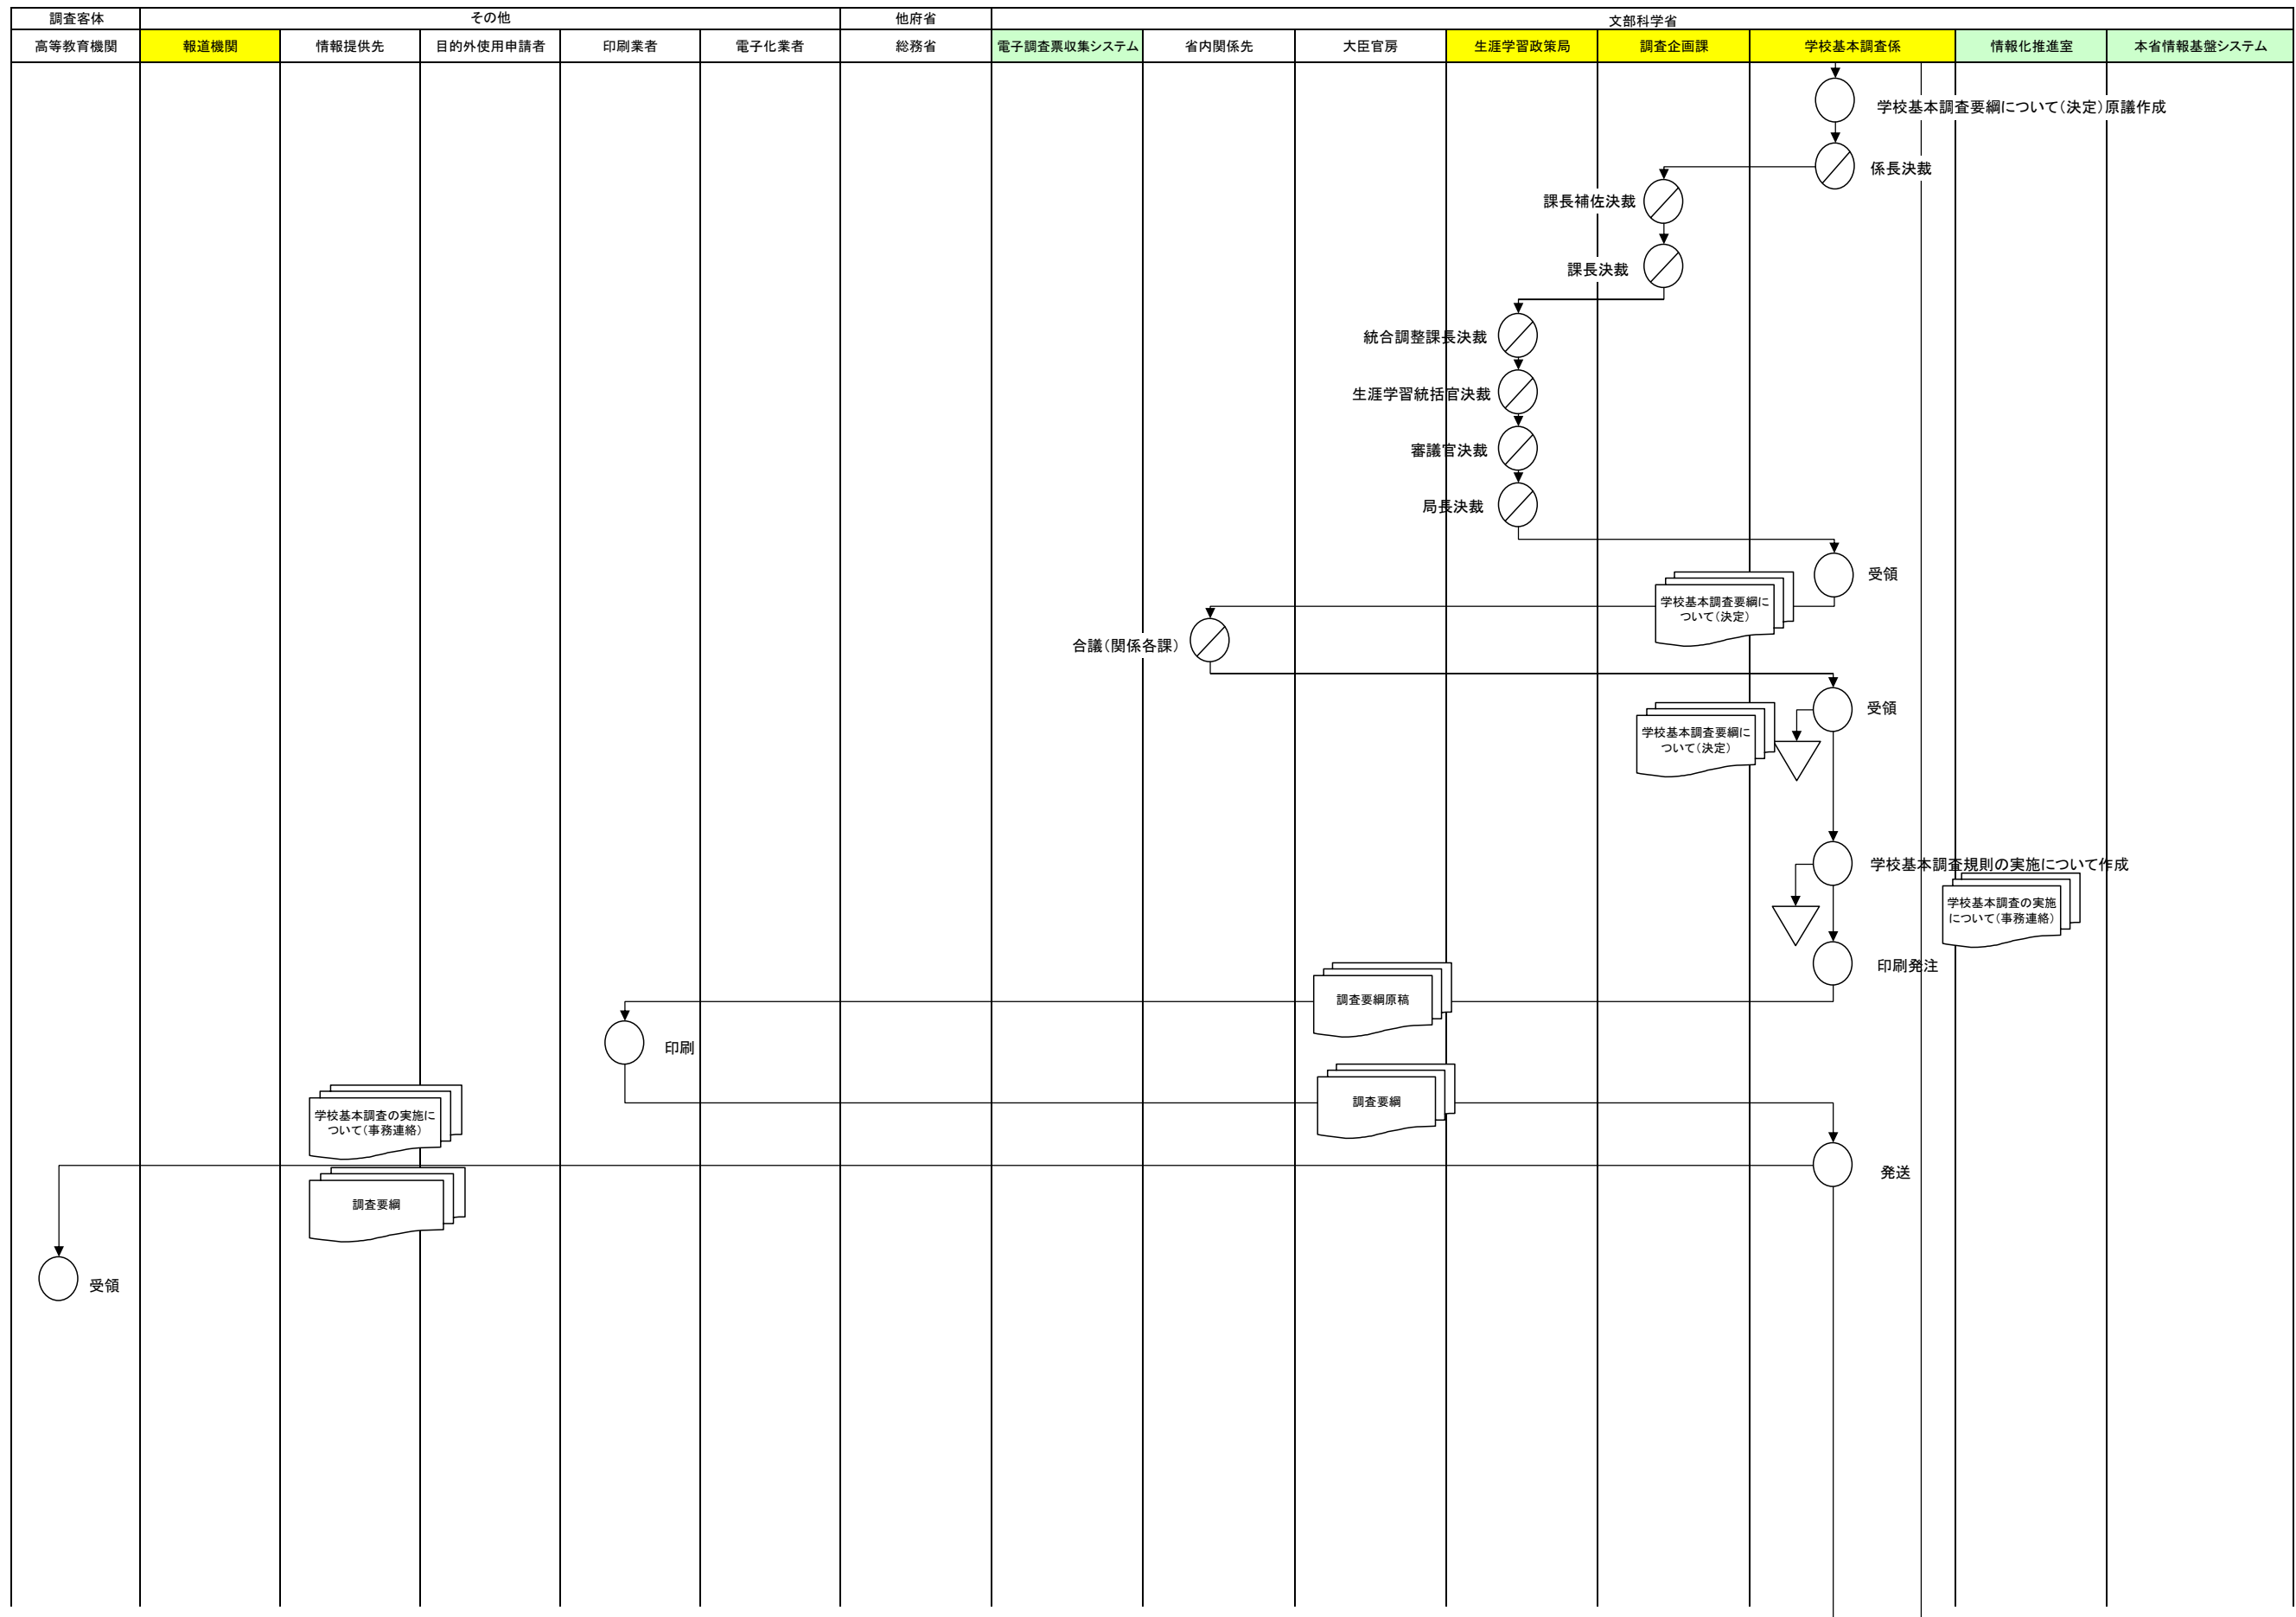 調査客体
その他
他府省
文部科学省
高等教育機関
報道機関
情報提供先
目的外使用申請者
印刷業者
電子化業者
総務省
電子調査票収集システム
省内関係先
大臣官房
生涯学習政策局
調査企画課
学校基本調査係
情報化推進室
本省情報基盤システム
学校基本調査要綱について(決定)原議作成
係長決裁
課長補佐決裁
課長決裁
統合調整課長決裁
生涯学習統括官決裁
審議官決裁
局長決裁
受領
学校基本調査要綱に
ついて(決定)
合議(関係各課)
受領
学校基本調査要綱に
ついて(決定)
学校基本調査規則の実施について作成
学校基本調査の実施
について(事務連絡)
印刷発注
調査要綱原稿
印刷
調査要綱
学校基本調査の実施に
ついて(事務連絡)
発送
調査要綱
受領